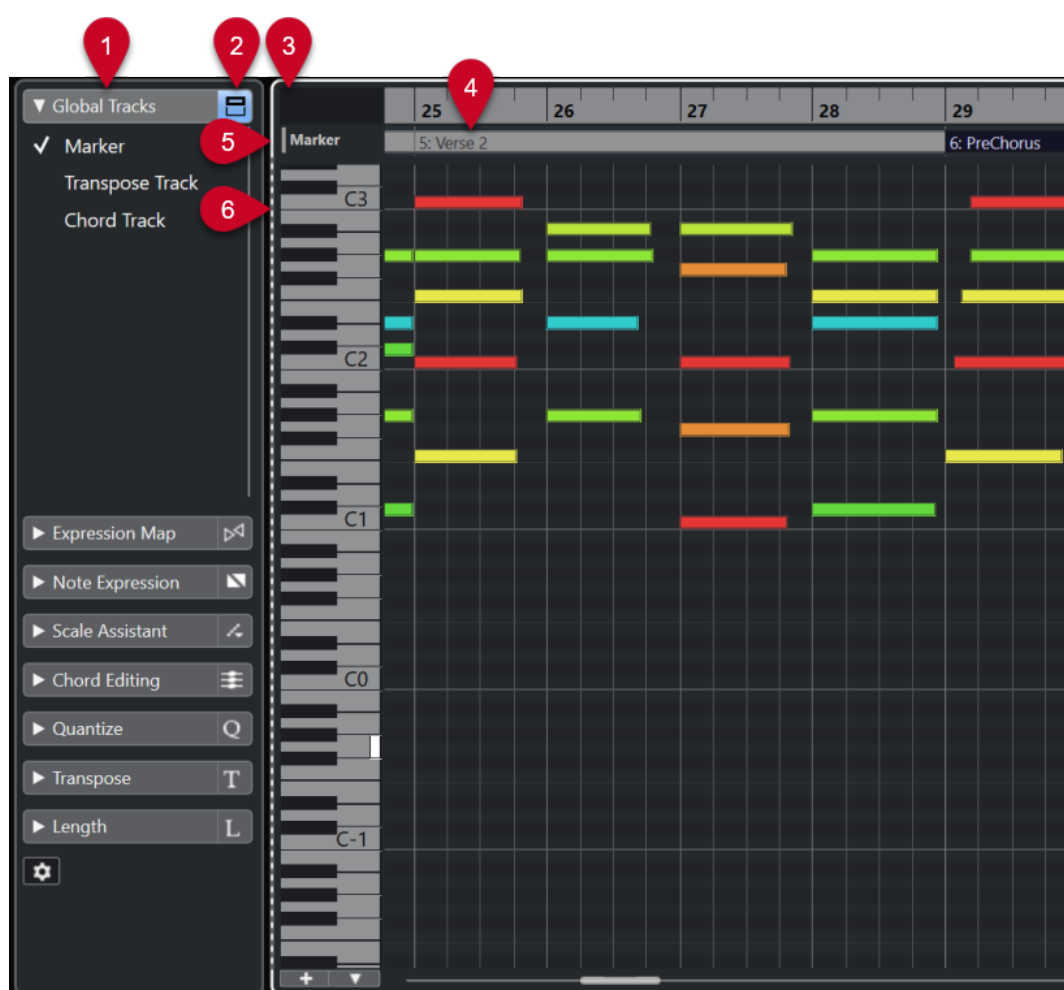 1
2
3
4
5
6
Global Tracks
Marker
Transpose Track
Chord Track
Expression Map
Note Expression
Scale Assistant
Chord Editing
Quantize Q
Transpose T
Length L
25 26 27 28 29
Marker 5: Verse 2 6: PreChorus
C3
C2
C1
C0
C-1